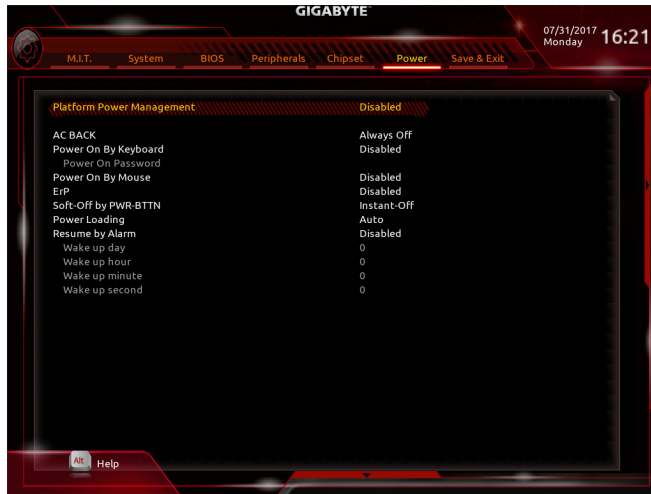 GIGABYTE
07/31/2017 Monday 16:21
M.I.T. System BIOS Peripherals Chipset Power Save & Exit
Platform Power Management Disabled
AC BACK Always Off
Power On By Keyboard Disabled
Power On Password
Power On By Mouse Disabled
ErP Disabled
Soft-Off by PWR-BTTN Instant-Off
Power Loading Auto
Resume by Alarm Disabled
Wake up day 0
Wake up hour 0
Wake up minute 0
Wake up second 0
Alt Help